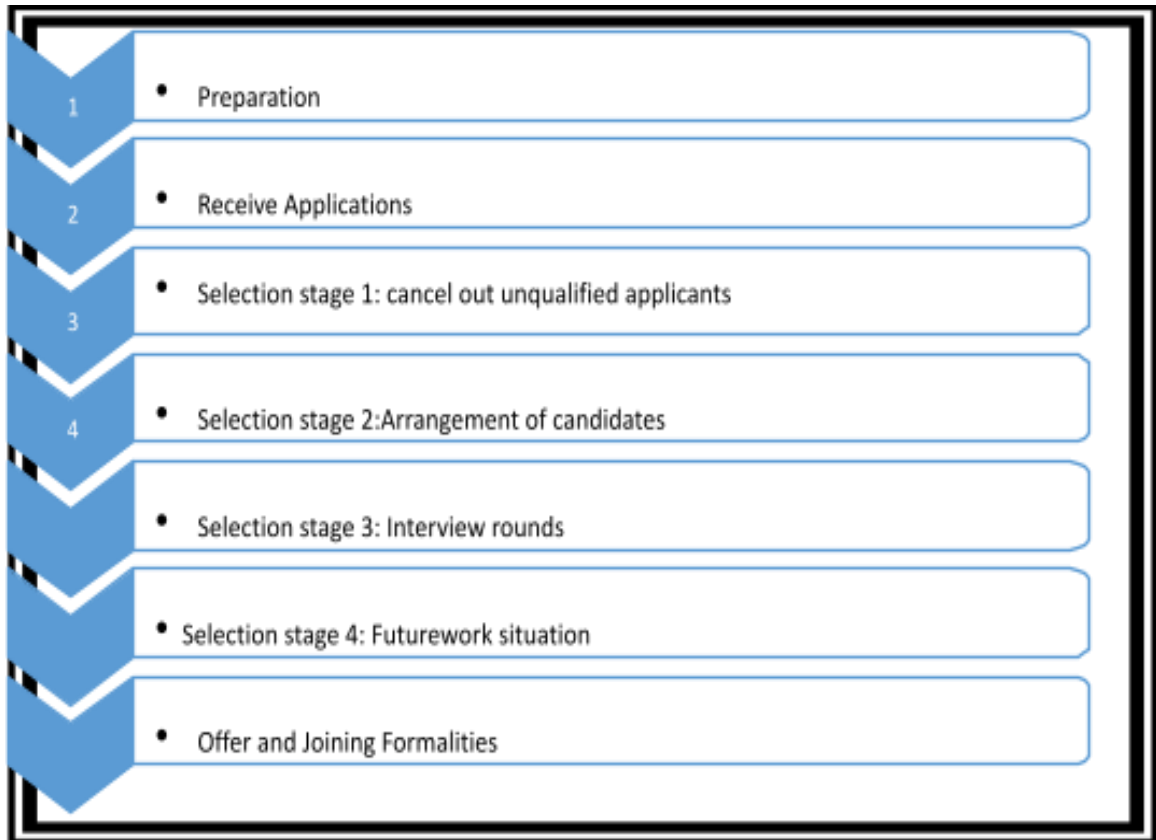 1
• Preparation
2
• Receive Applications
3
• Selection stage 1: cancel out unqualified applicants
4
• Selection stage 2:Arrangement of candidates
• Selection stage 3: Interview rounds
• Selection stage 4: Futurework situation
• Offer and Joining Formalities